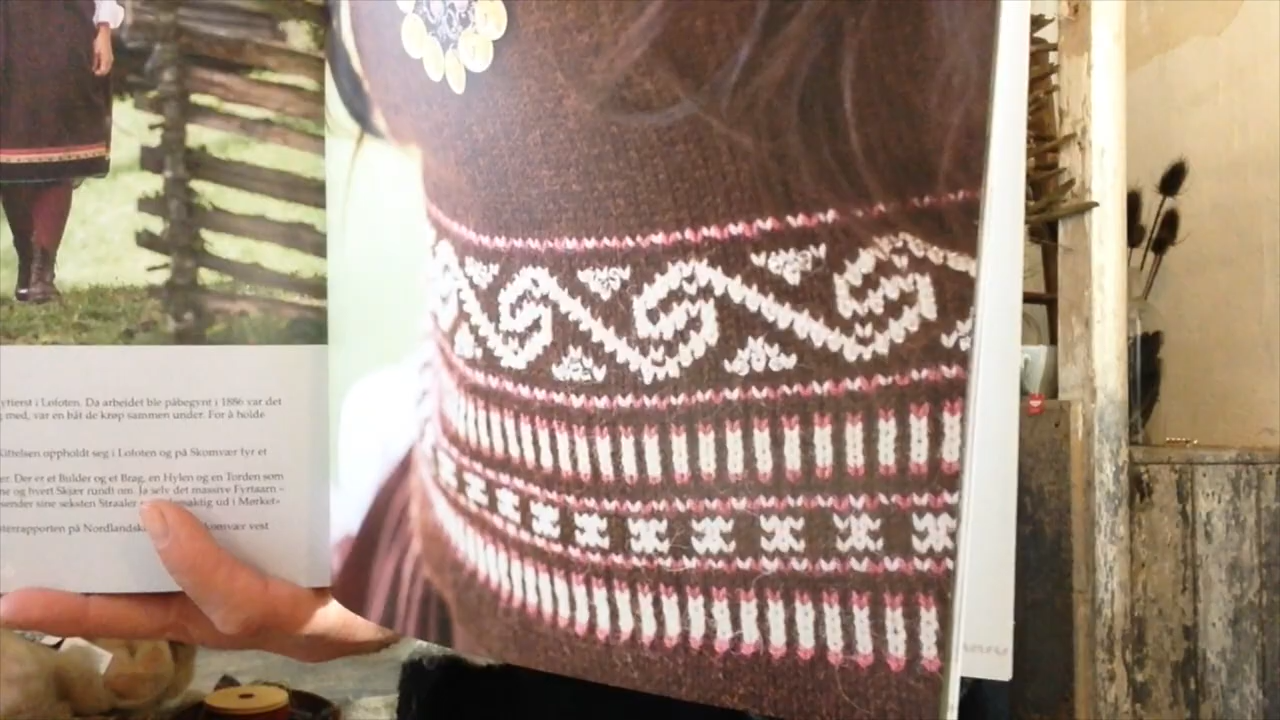 ytterst i Lofoten. Da arbeidet ble påbegynt i 1886 var det
med, var en båt de krøp sammen under. For å holde
Kittelsen oppholdt seg i Lofoten og på Skomvær fyr et
er. Der er et Bulder og et Brag, en Hylen og en Torden som
ne og hvert Skjær rundt om. Ja selv det massive Fyrtaarn –
sender sine seksten Straaler ud i Mørket»
på